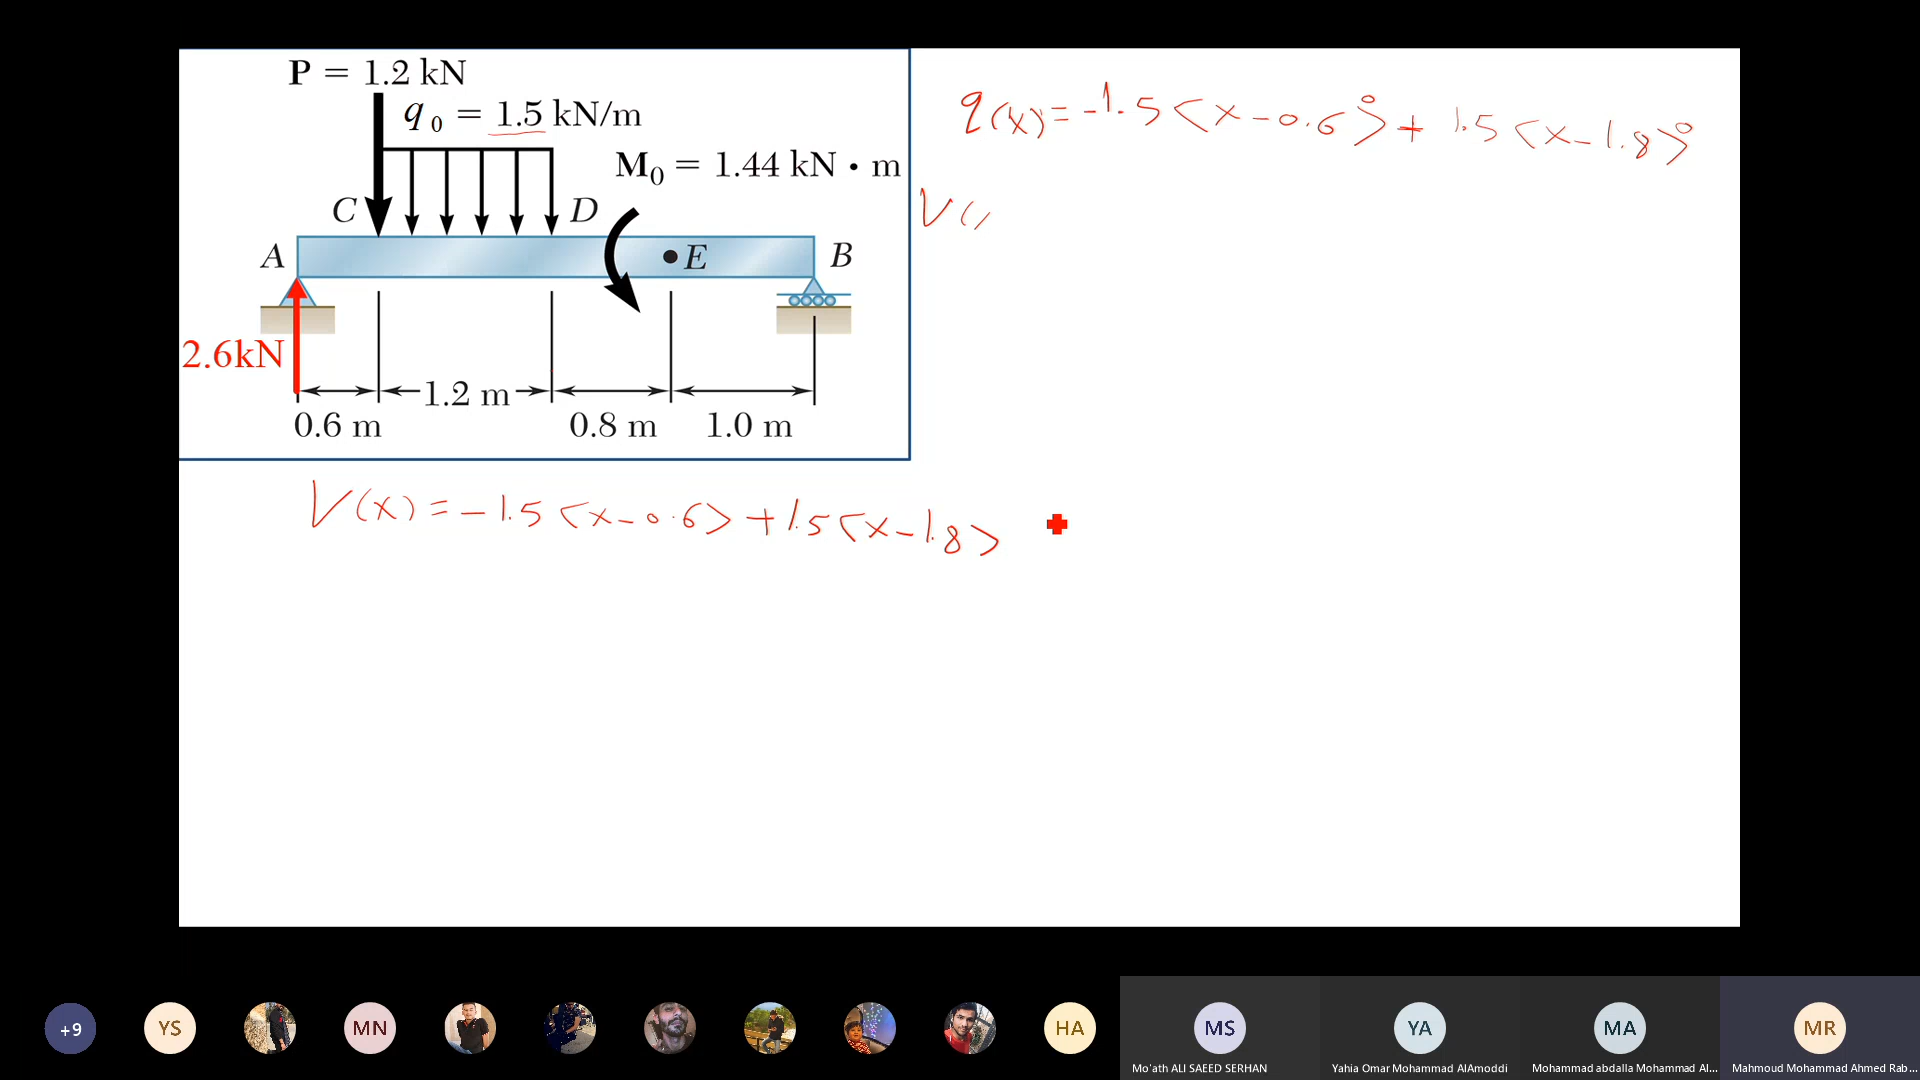 P = 1.2 kN
q0 = 1.5 kN/m
M0 = 1.44 kN • m
C
D
A
E
B
2.6kN
1.2 m
0.6 m
0.8 m
1.0 m
q(x)= -1.5 <x-0.6>° + 1.5 <x-1.8>°
V(
V(x) = -1.5 <x-0.6> + 1.5 <x-1.8>
+9
YS
MN
HA
MS
YA
MA
MR
Mo'ath ALI SAEED SERHAN
Yahia Omar Mohammad AlAmoddi
Mohammad abdalla Mohammad Al...
Mahmoud Mohammad Ahmed Rab...